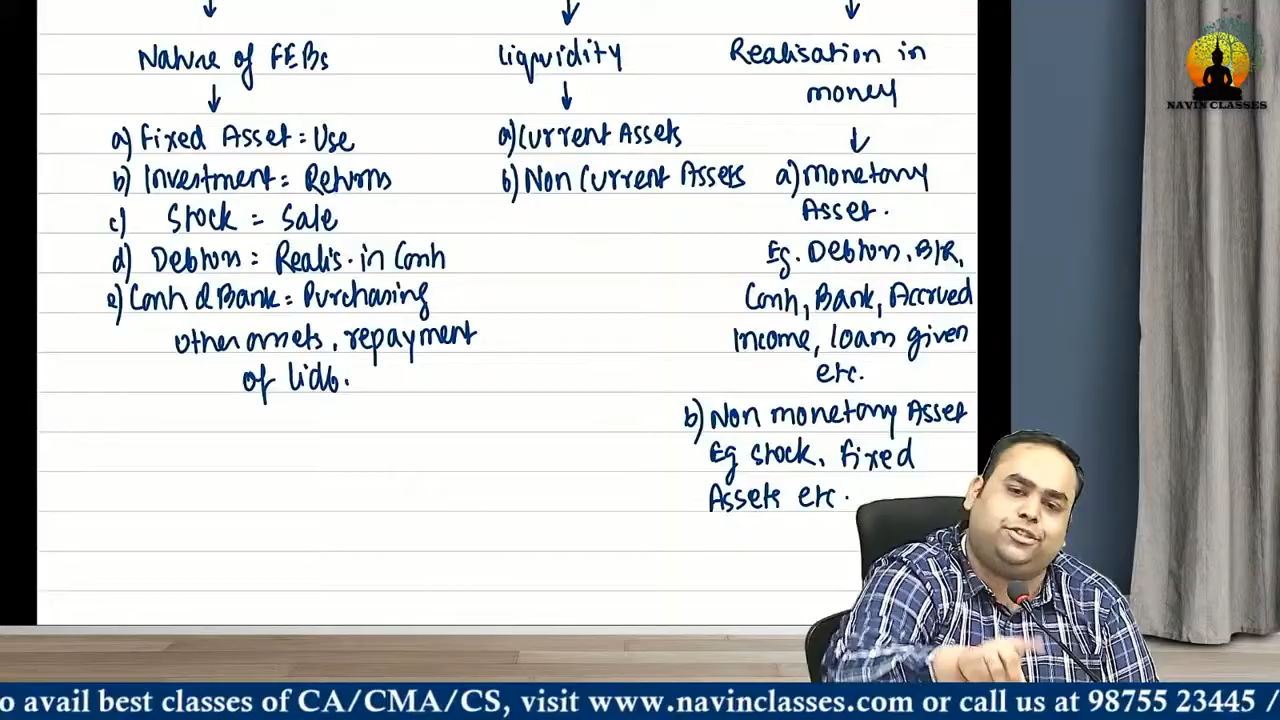 Nature of FEBs
↓
a) Fixed Asset = Use
b) Investment = Returns
c) Stock = Sale
d) Debtors = Realis. in Cash
e) Cash & Bank = Purchasing
other assets, repayment
of liab.
Liquidity
↓
a) Current Assets
b) Non Current Assets
Realisation in
money
↓
a) Monetary
Asset.
Eg. Debtors, B/R,
Cash, Bank, Accrued
Income, loans given
etc.
b) Non monetary Asset
Eg Stock, Fixed
Assets etc.
NAVIN CLASSES
o avail best classes of CA/CMA/CS, visit www.navinclasses.com or call us at 98755 23445 /